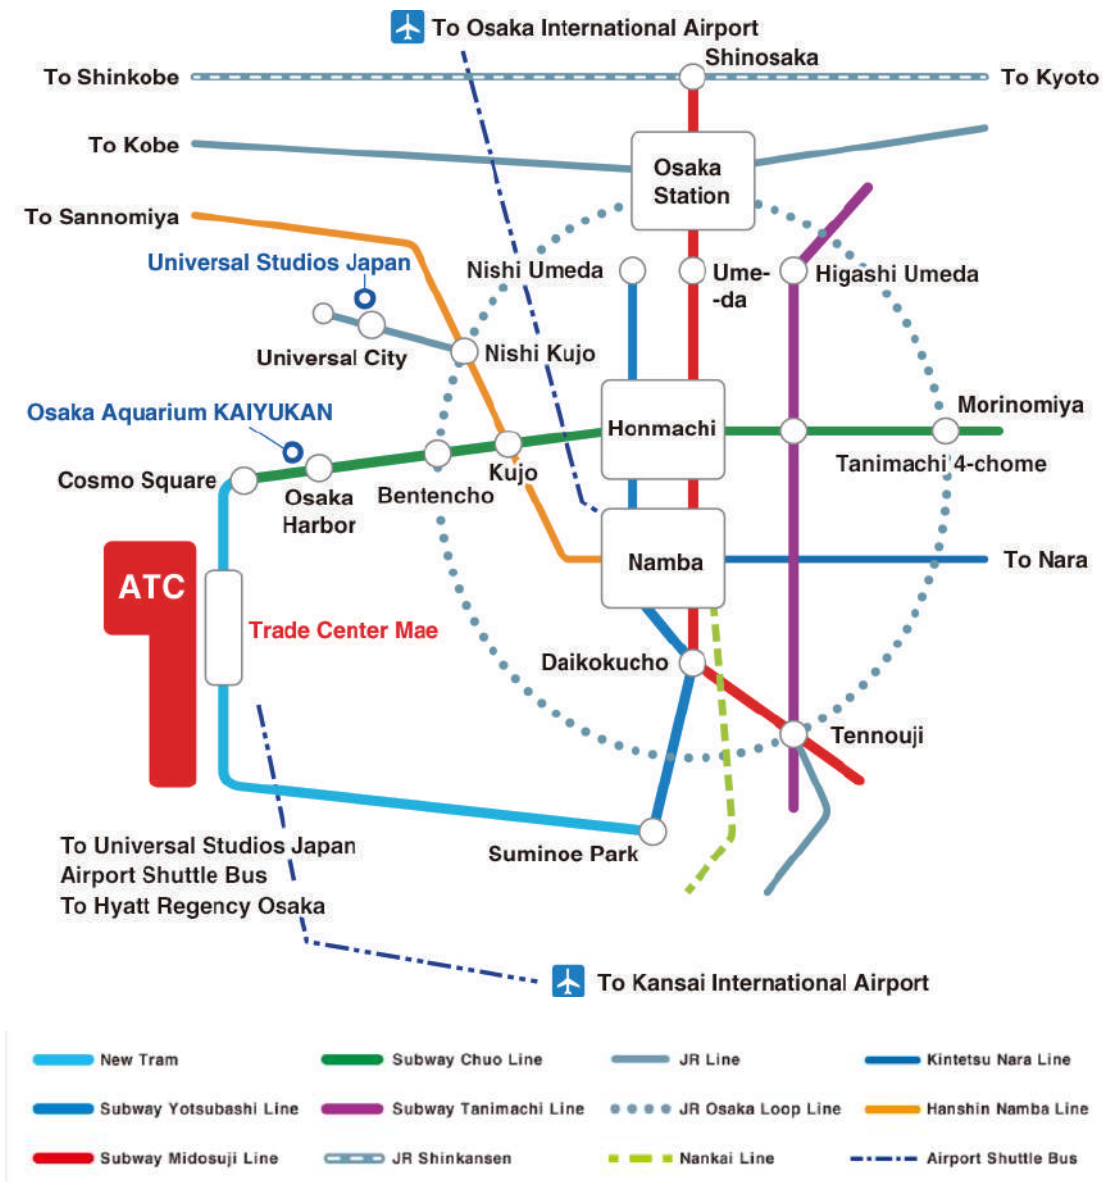 To Osaka International Airport
Shinosaka
To Shinkobe
To Kyoto
To Kobe
Osaka
Station
To Sannomiya
Universal Studios Japan
Nishi Umeda
Ume-
-da
Higashi Umeda
Universal City
Nishi Kujo
Osaka Aquarium KAIYUKAN
Honmachi
Morinomiya
Tanimachi 4-chome
Cosmo Square
Osaka
Harbor
Bentencho
Kujo
Namba
To Nara
ATC
Trade Center Mae
Daikokucho
Tennouji
To Universal Studios Japan
Airport Shuttle Bus
To Hyatt Regency Osaka
Suminoe Park
To Kansai International Airport
New Tram
Subway Chuo Line
JR Line
Kintetsu Nara Line
Subway Yotsubashi Line
Subway Tanimachi Line
JR Osaka Loop Line
Hanshin Namba Line
Subway Midosuji Line
JR Shinkansen
Nankai Line
Airport Shuttle Bus